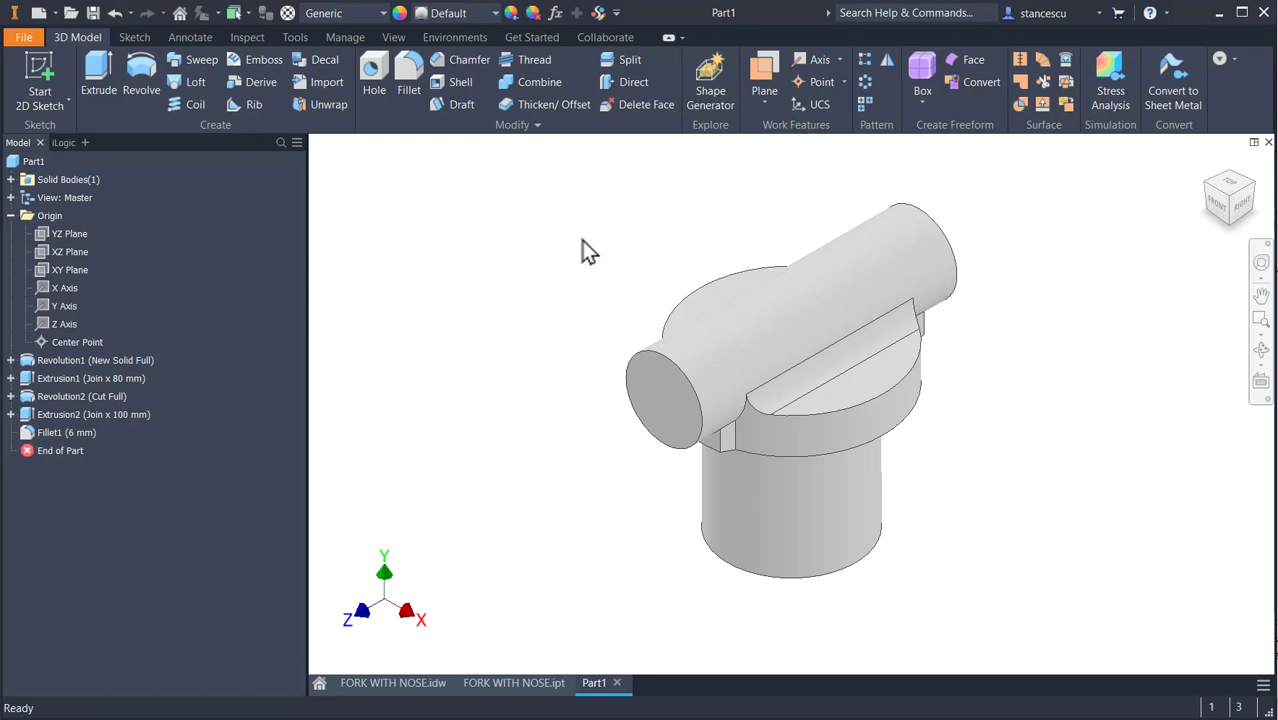 Generic
Default
Part1
Search Help & Commands...
stancescu
File
3D Model
Sketch
Annotate
Inspect
Tools
Manage
View
Environments
Get Started
Collaborate
Start
2D Sketch
Sketch
Extrude
Revolve
Sweep
Loft
Coil
Emboss
Derive
Rib
Decal
Import
Unwrap
Create
Hole
Fillet
Chamfer
Shell
Draft
Thread
Combine
Thicken/ Offset
Split
Direct
Delete Face
Modify
Shape
Generator
Explore
Plane
Axis
Point
UCS
Work Features
Pattern
Box
Face
Convert
Create Freeform
Surface
Stress
Analysis
Simulation
Convert to
Sheet Metal
Convert
Model
iLogic
Part1
Solid Bodies(1)
View: Master
Origin
YZ Plane
XZ Plane
XY Plane
X Axis
Y Axis
Z Axis
Center Point
Revolution1 (New Solid Full)
Extrusion1 (Join x 80 mm)
Revolution2 (Cut Full)
Extrusion2 (Join x 100 mm)
Fillet1 (6 mm)
End of Part
TOP
FRONT
RIGHT
Y
Z
X
FORK WITH NOSE.idw
FORK WITH NOSE.ipt
Part1
Ready
1
3